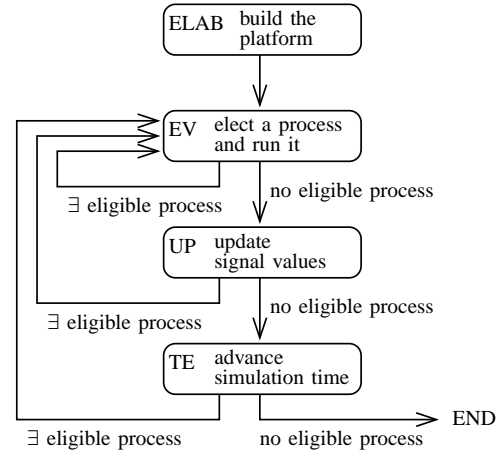 ELAB build the
platform
EV elect a process
and run it
∃ eligible process
no eligible process
UP update
signal values
∃ eligible process
no eligible process
TE advance
simulation time
∃ eligible process
no eligible process
END